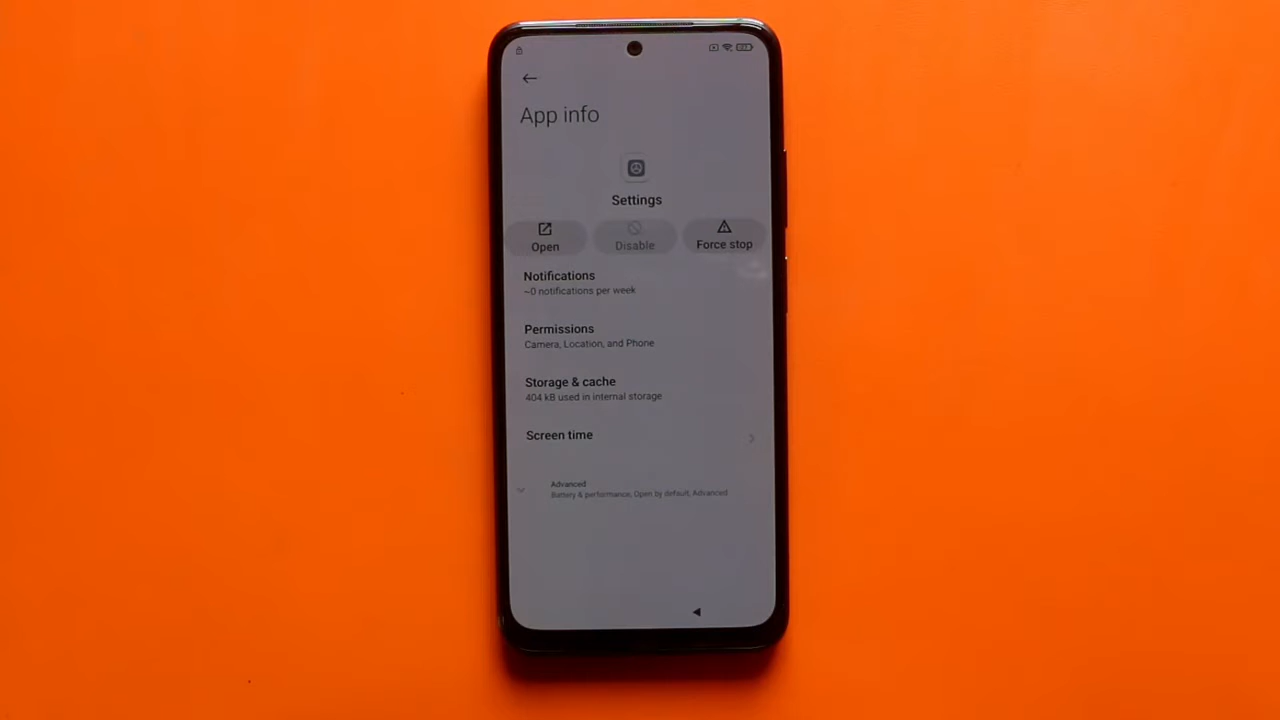 App info
Settings
Open
Disable
Force stop
Notifications
~0 notifications per week
Permissions
Camera, Location, and Phone
Storage & cache
404 kB used in internal storage
Screen time
Advanced
Battery & performance, Open by default, Advanced